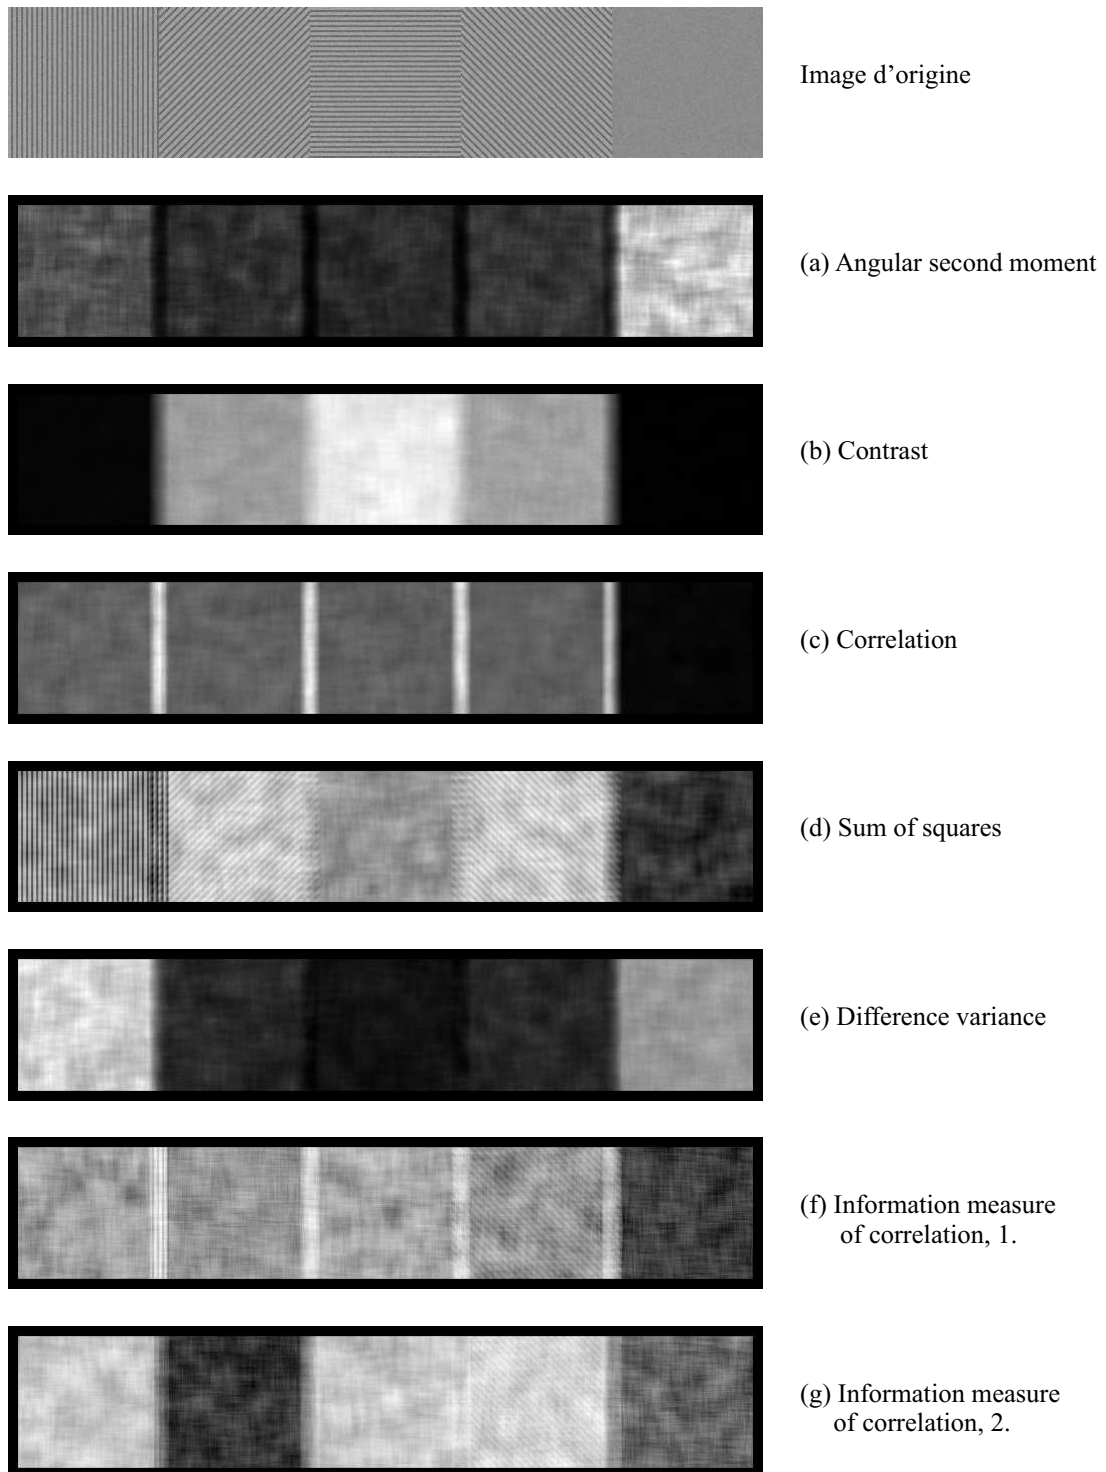 Image d’origine
(a) Angular second moment
(b) Contrast
(c) Correlation
(d) Sum of squares
(e) Difference variance
(f) Information measure
of correlation, 1.
(g) Information measure
of correlation, 2.